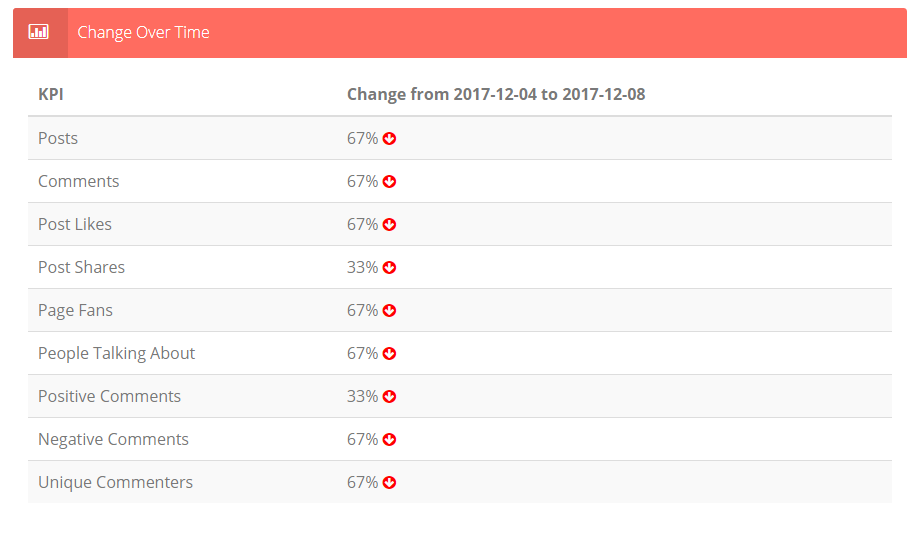 Change Over Time
KPI Change from 2017-12-04 to 2017-12-08
Posts 67%
Comments 67%
Post Likes 67%
Post Shares 33%
Page Fans 67%
People Talking About 67%
Positive Comments 33%
Negative Comments 67%
Unique Commenters 67%